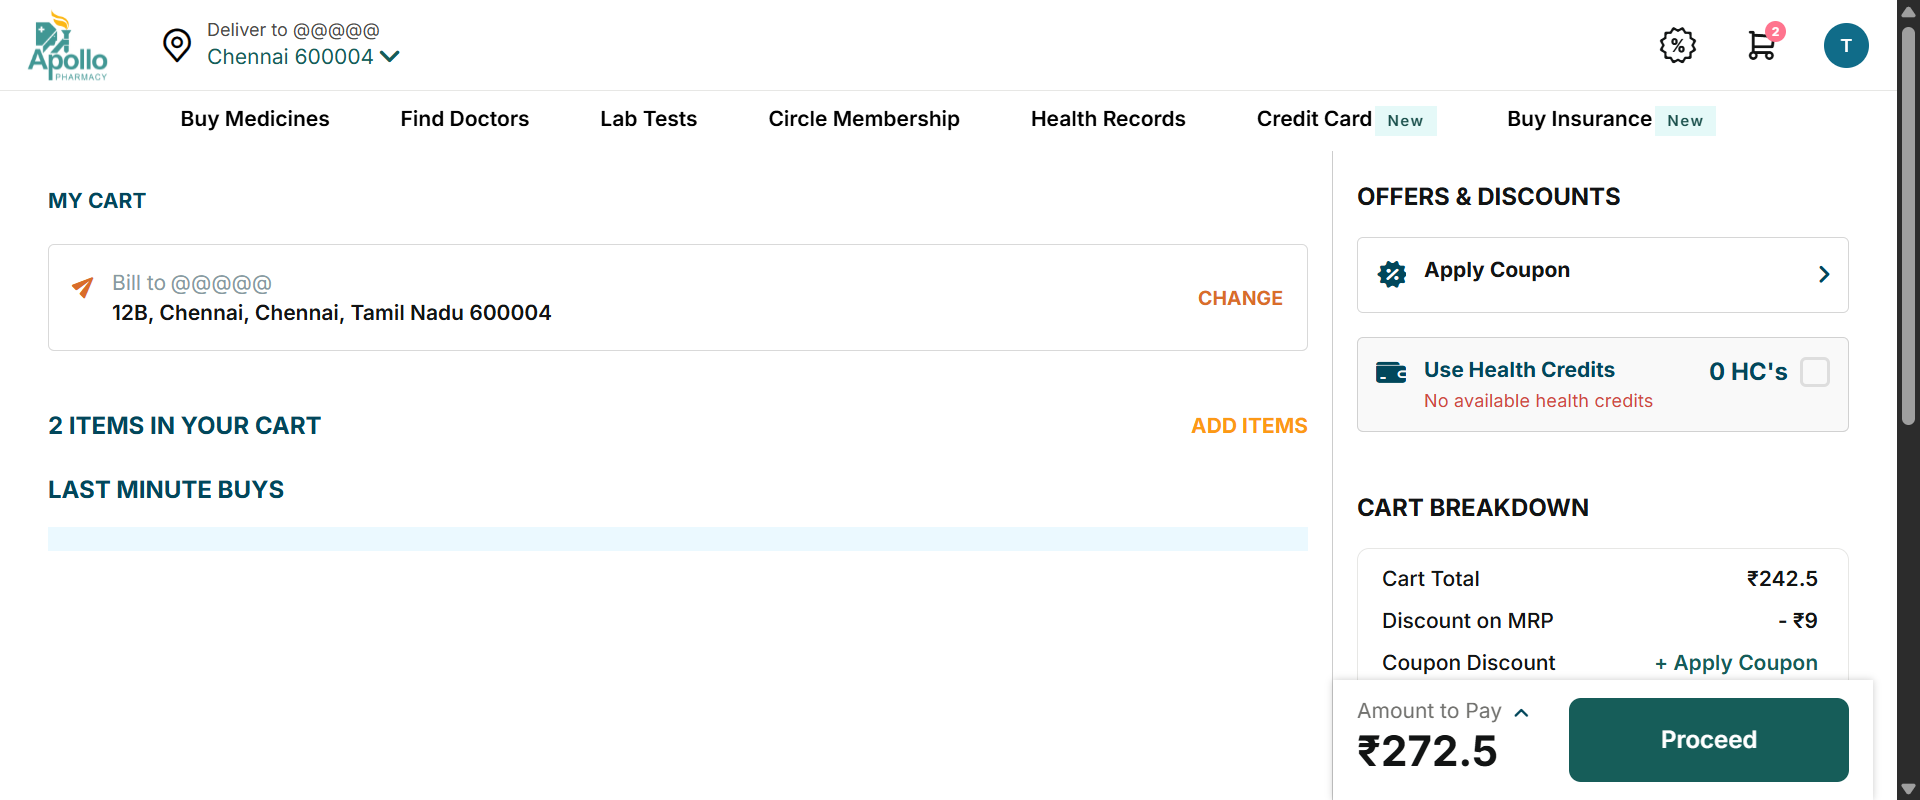 Apollo
PHARMACY
Deliver to @@@@@
Chennai 600004
%
2
T
Buy Medicines
Find Doctors
Lab Tests
Circle Membership
Health Records
Credit Card New
Buy Insurance New
MY CART
Bill to @@@@@
12B, Chennai, Chennai, Tamil Nadu 600004
CHANGE
2 ITEMS IN YOUR CART
ADD ITEMS
LAST MINUTE BUYS
OFFERS & DISCOUNTS
Apply Coupon
Use Health Credits
0 HC's
No available health credits
CART BREAKDOWN
Cart Total ₹242.5
Discount on MRP - ₹9
Coupon Discount + Apply Coupon
Amount to Pay
₹272.5
Proceed